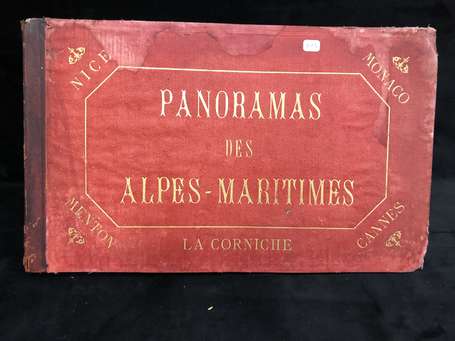 NICE
MONACO
PANORAMAS
DES
ALPES-MARITIMES
MENTON
CANNES
LA CORNICHE